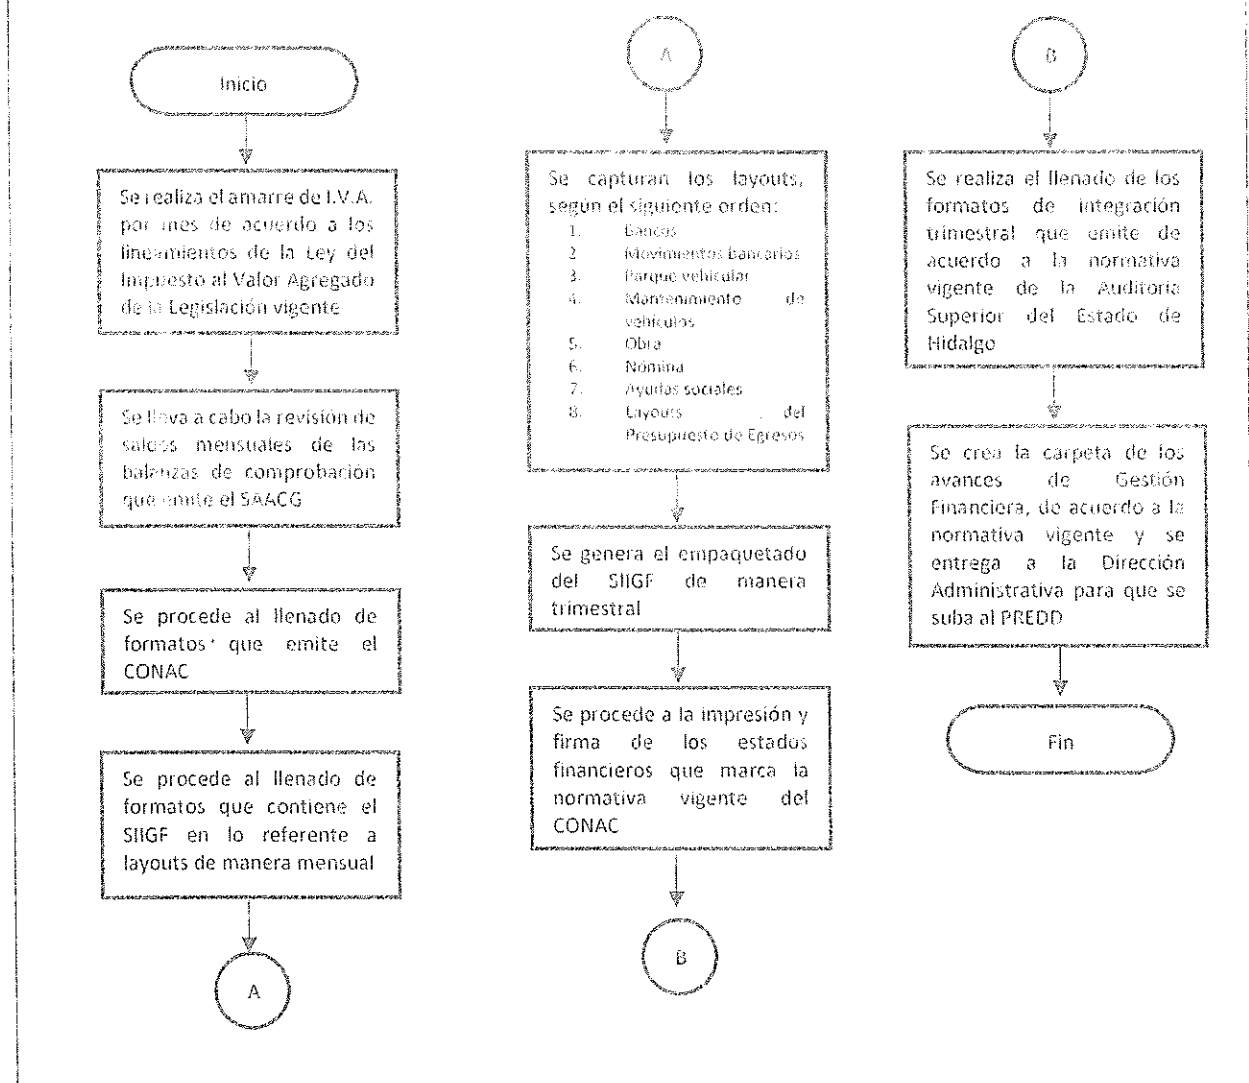 Inicio
Se realiza el amarre de I.V.A.
por mes de acuerdo a los
lineamientos de la Ley del
Impuesto al Valor Agregado
de la Legislación vigente
Se lleva a cabo la revisión de
saldos mensuales de las
balanzas de comprobación
que emite el SAACG
Se procede al llenado de
formatos que emite el
CONAC
Se procede al llenado de
formatos que contiene el
SIIGF en lo referente a
layouts de manera mensual
A
A
Se capturan los layouts,
según el siguiente orden:
1. Bancos
2 Movimientos bancarios
3. Parque vehicular
4. Mantenimiento de
vehículos
5. Obra
6. Nómina
7. Ayudas sociales
8. Layouts del
Presupuesto de Egresos
Se genera el empaquetado
del SIIGF de manera
trimestral
Se procede a la impresión y
firma de los estados
financieros que marca la
normativa vigente del
CONAC
B
B
Se realiza el llenado de los
formatos de integración
trimestral que emite de
acuerdo a la normativa
vigente de la Auditoria
Superior del Estado de
Hidalgo
Se crea la carpeta de los
avances de Gestión
Financiera, de acuerdo a la
normativa vigente y se
entrega a la Dirección
Administrativa para que se
suba al PREDD
Fin